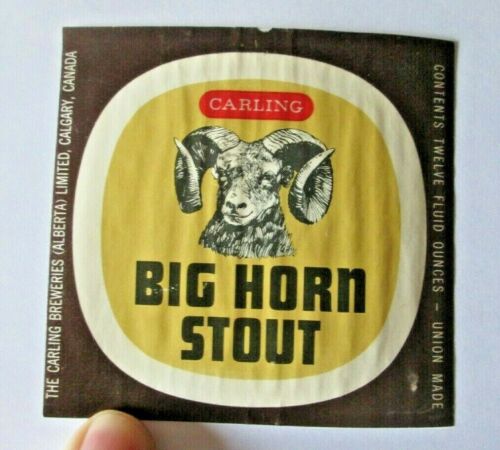 CARLING
BIG HORN
STOUT
THE CARLING BREWERIES (ALBERTA) LIMITED, CALGARY, CANADA
CONTENTS TWELVE FLUID OUNCES – UNION MADE